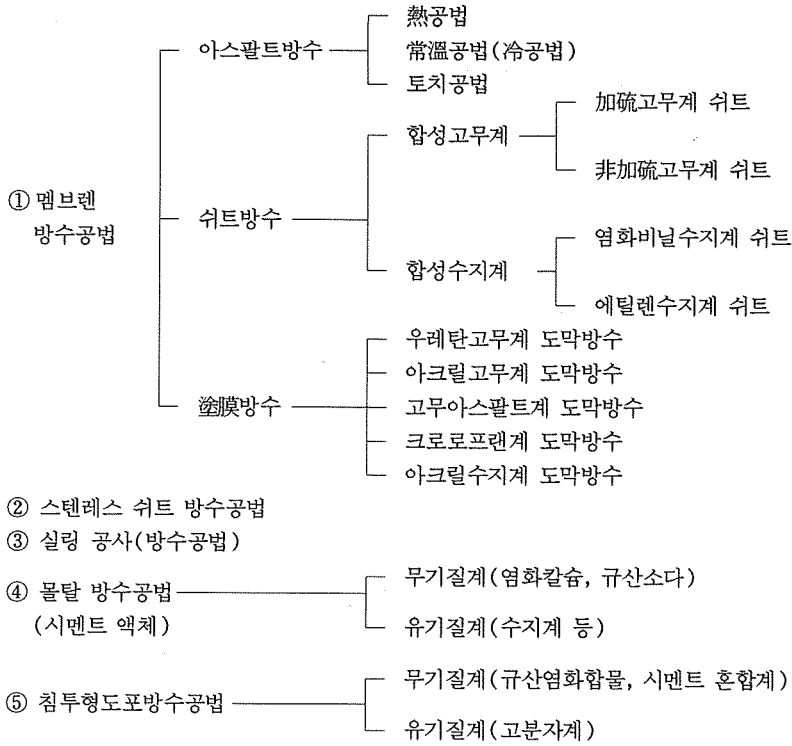 熱공법
아스팔트방수
常溫공법(冷공법)
토치공법
加硫고무계 쉬트
합성고무계
非加硫고무계 쉬트
① 멤브렌
방수공법
쉬트방수
염화비닐수지계 쉬트
합성수지계
에틸렌수지계 쉬트
우레탄고무계 도막방수
아크릴고무계 도막방수
塗膜방수
고무아스팔트계 도막방수
크로로프랜계 도막방수
아크릴수지계 도막방수
② 스텐레스 쉬트 방수공법
③ 실링 공사(방수공법)
④ 몰탈 방수공법
(시멘트 액체)
무기질계(염화칼슘, 규산소다)
유기질계(수지계 등)
⑤ 침투형도포방수공법
무기질계(규산염화합물, 시멘트 혼합계)
유기질계(고분자계)